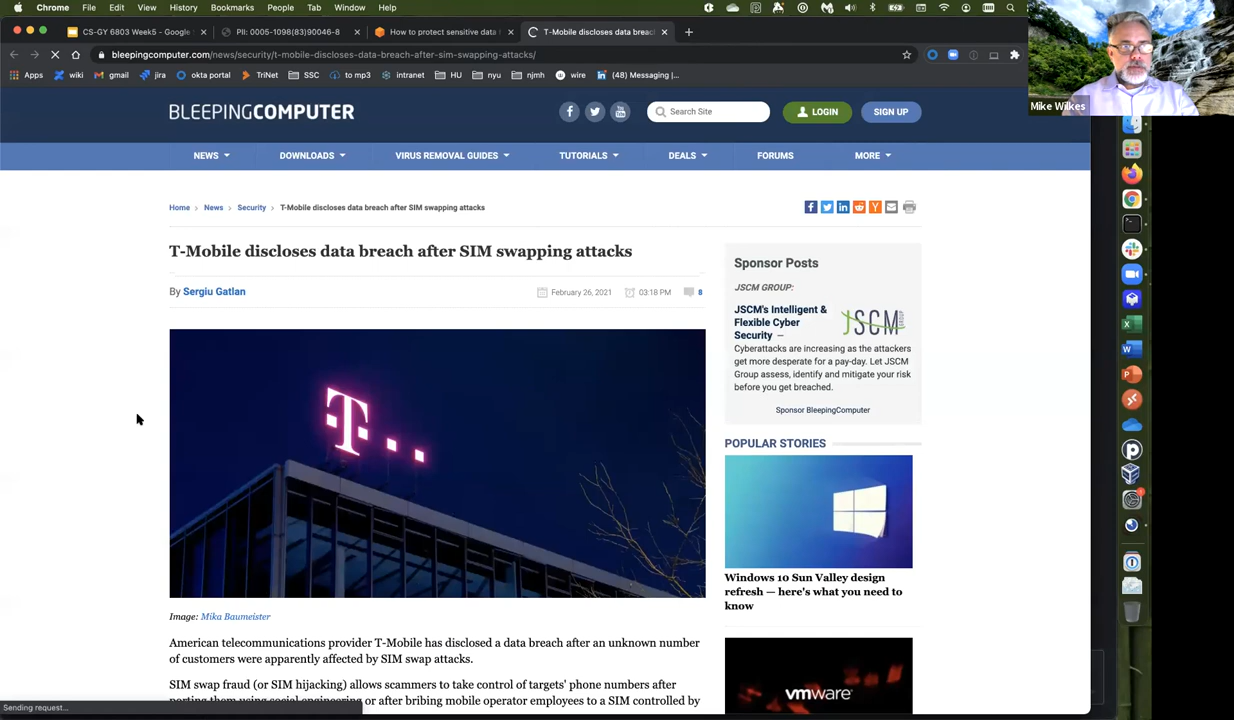 Chrome File Edit View History Bookmarks People Tab Window Help
CS-GY 6803 Week5 - Google
PII: 0005-1098(83)90046-8
How to protect sensitive data f
T-Mobile discloses data breach
bleepingcomputer.com/news/security/t-mobile-discloses-data-breach-after-sim-swapping-attacks/
Apps wiki gmail jira okta portal TriNet SSC to mp3 intranet HU nyu njmh wire (48) Messaging |...
Mike Wilkes
BLEEPINGCOMPUTER
Search Site
LOGIN
SIGN UP
NEWS DOWNLOADS VIRUS REMOVAL GUIDES TUTORIALS DEALS FORUMS MORE
Home > News > Security > T-Mobile discloses data breach after SIM swapping attacks
T-Mobile discloses data breach after SIM swapping attacks
By Sergiu Gatlan
February 26, 2021 03:18 PM 8
T
Image: Mika Baumeister
American telecommunications provider T-Mobile has disclosed a data breach after an unknown number
of customers were apparently affected by SIM swap attacks.
SIM swap fraud (or SIM hijacking) allows scammers to take control of targets' phone numbers after
porting them using social engineering or after bribing mobile operator employees to a SIM controlled by
Sponsor Posts
JSCM GROUP:
JSCM's Intelligent &
Flexible Cyber
Security —
JSCM
Cyberattacks are increasing as the attackers
get more desperate for a pay-day. Let JSCM
Group assess, identify and mitigate your risk
before you get breached.
Sponsor BleepingComputer
POPULAR STORIES
Windows 10 Sun Valley design
refresh — here's what you need to
know
vmware
Sending request...